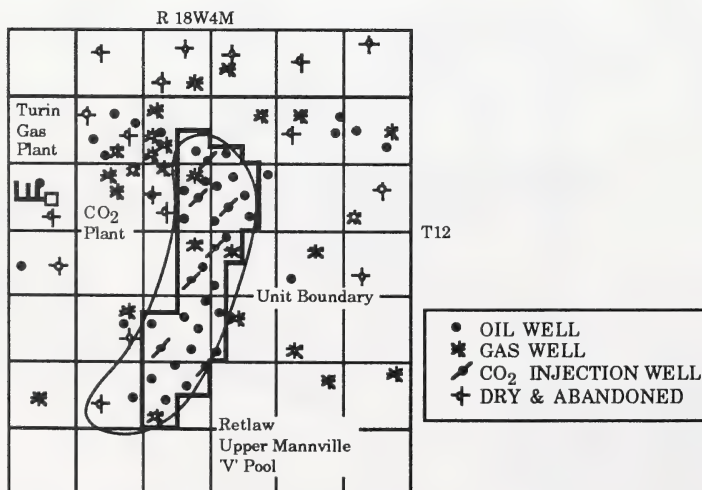 R 18W4M
Turin
Gas
Plant
CO₂
Plant
T12
Unit Boundary
OIL WELL
GAS WELL
CO₂ INJECTION WELL
DRY & ABANDONED
Retlaw
Upper Mannville
'V' Pool